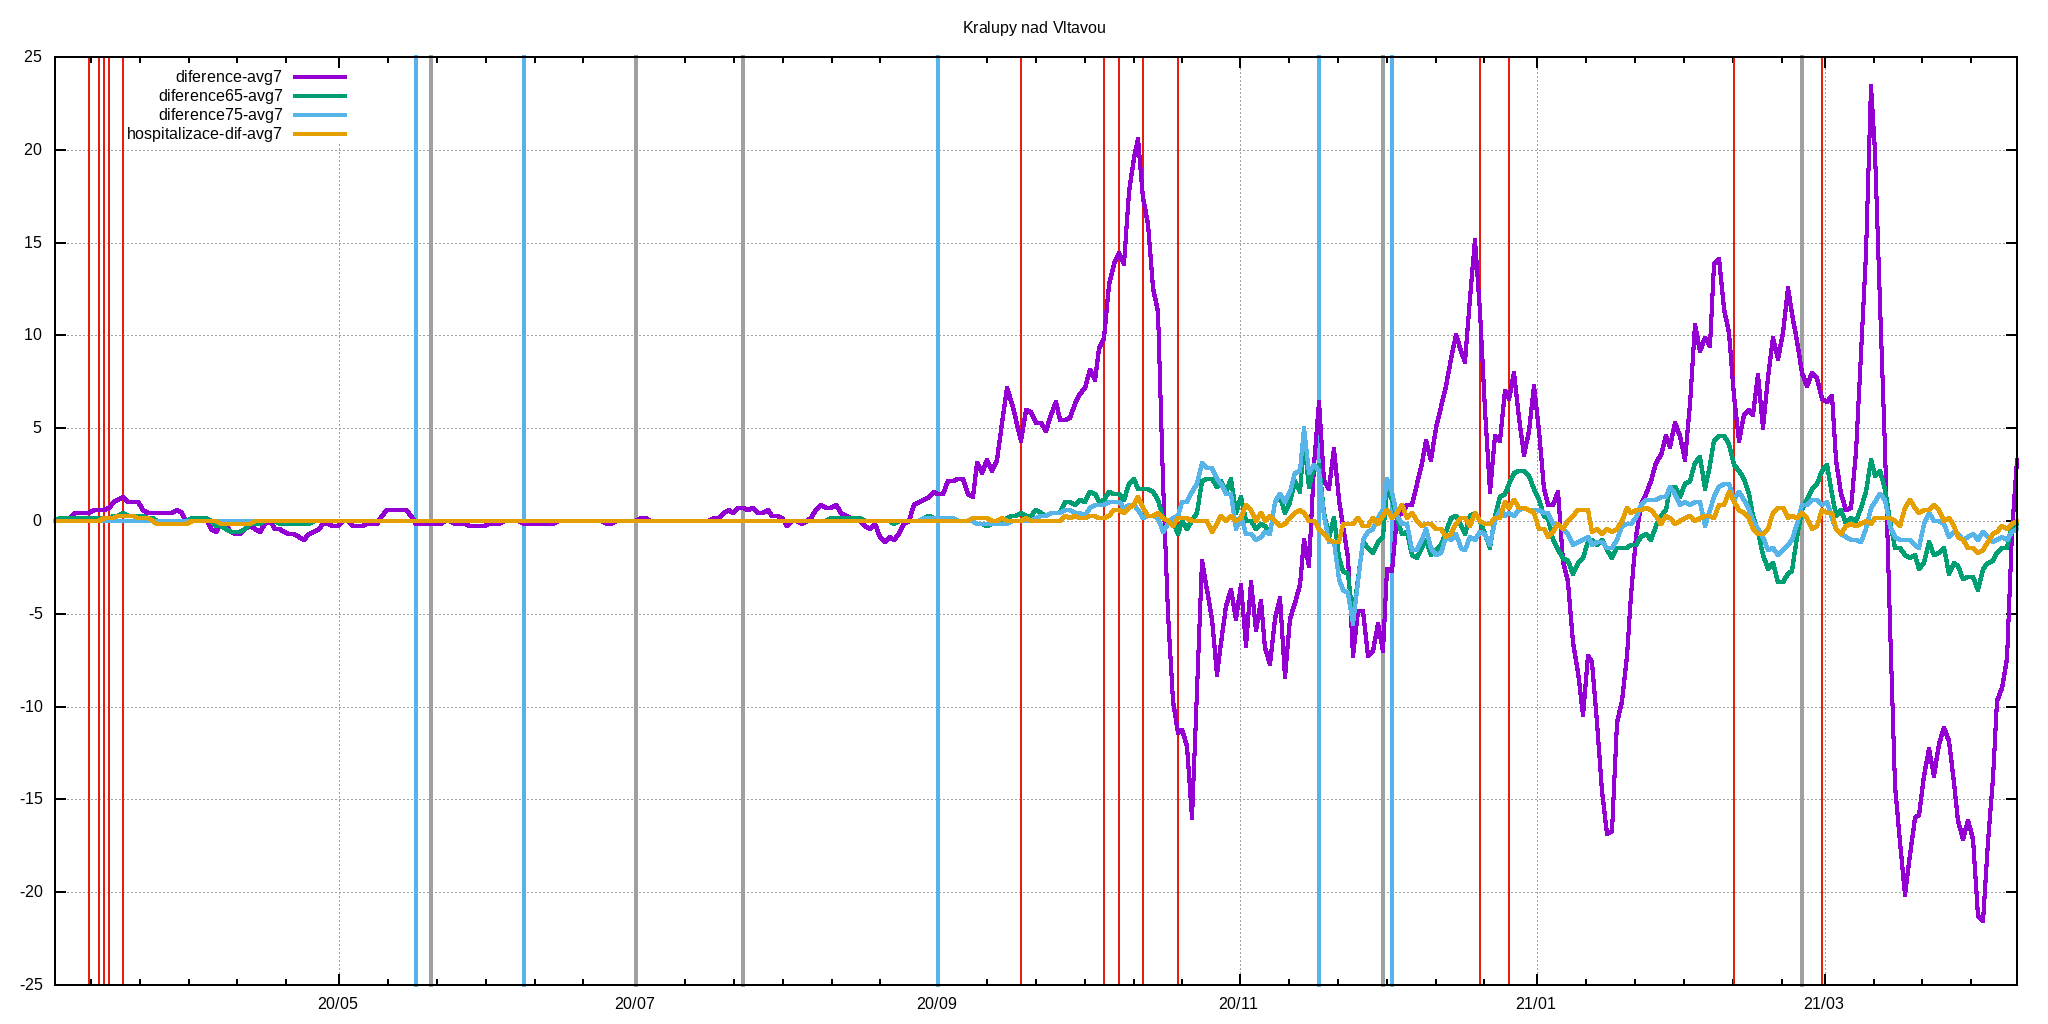 Kralupy nad Vltavou
diference-avg7
diference65-avg7
diference75-avg7
hospitalizace-dif-avg7
25
20
15
10
5
0
-5
-10
-15
-20
-25
20/05 20/07 20/09 20/11 21/01 21/03